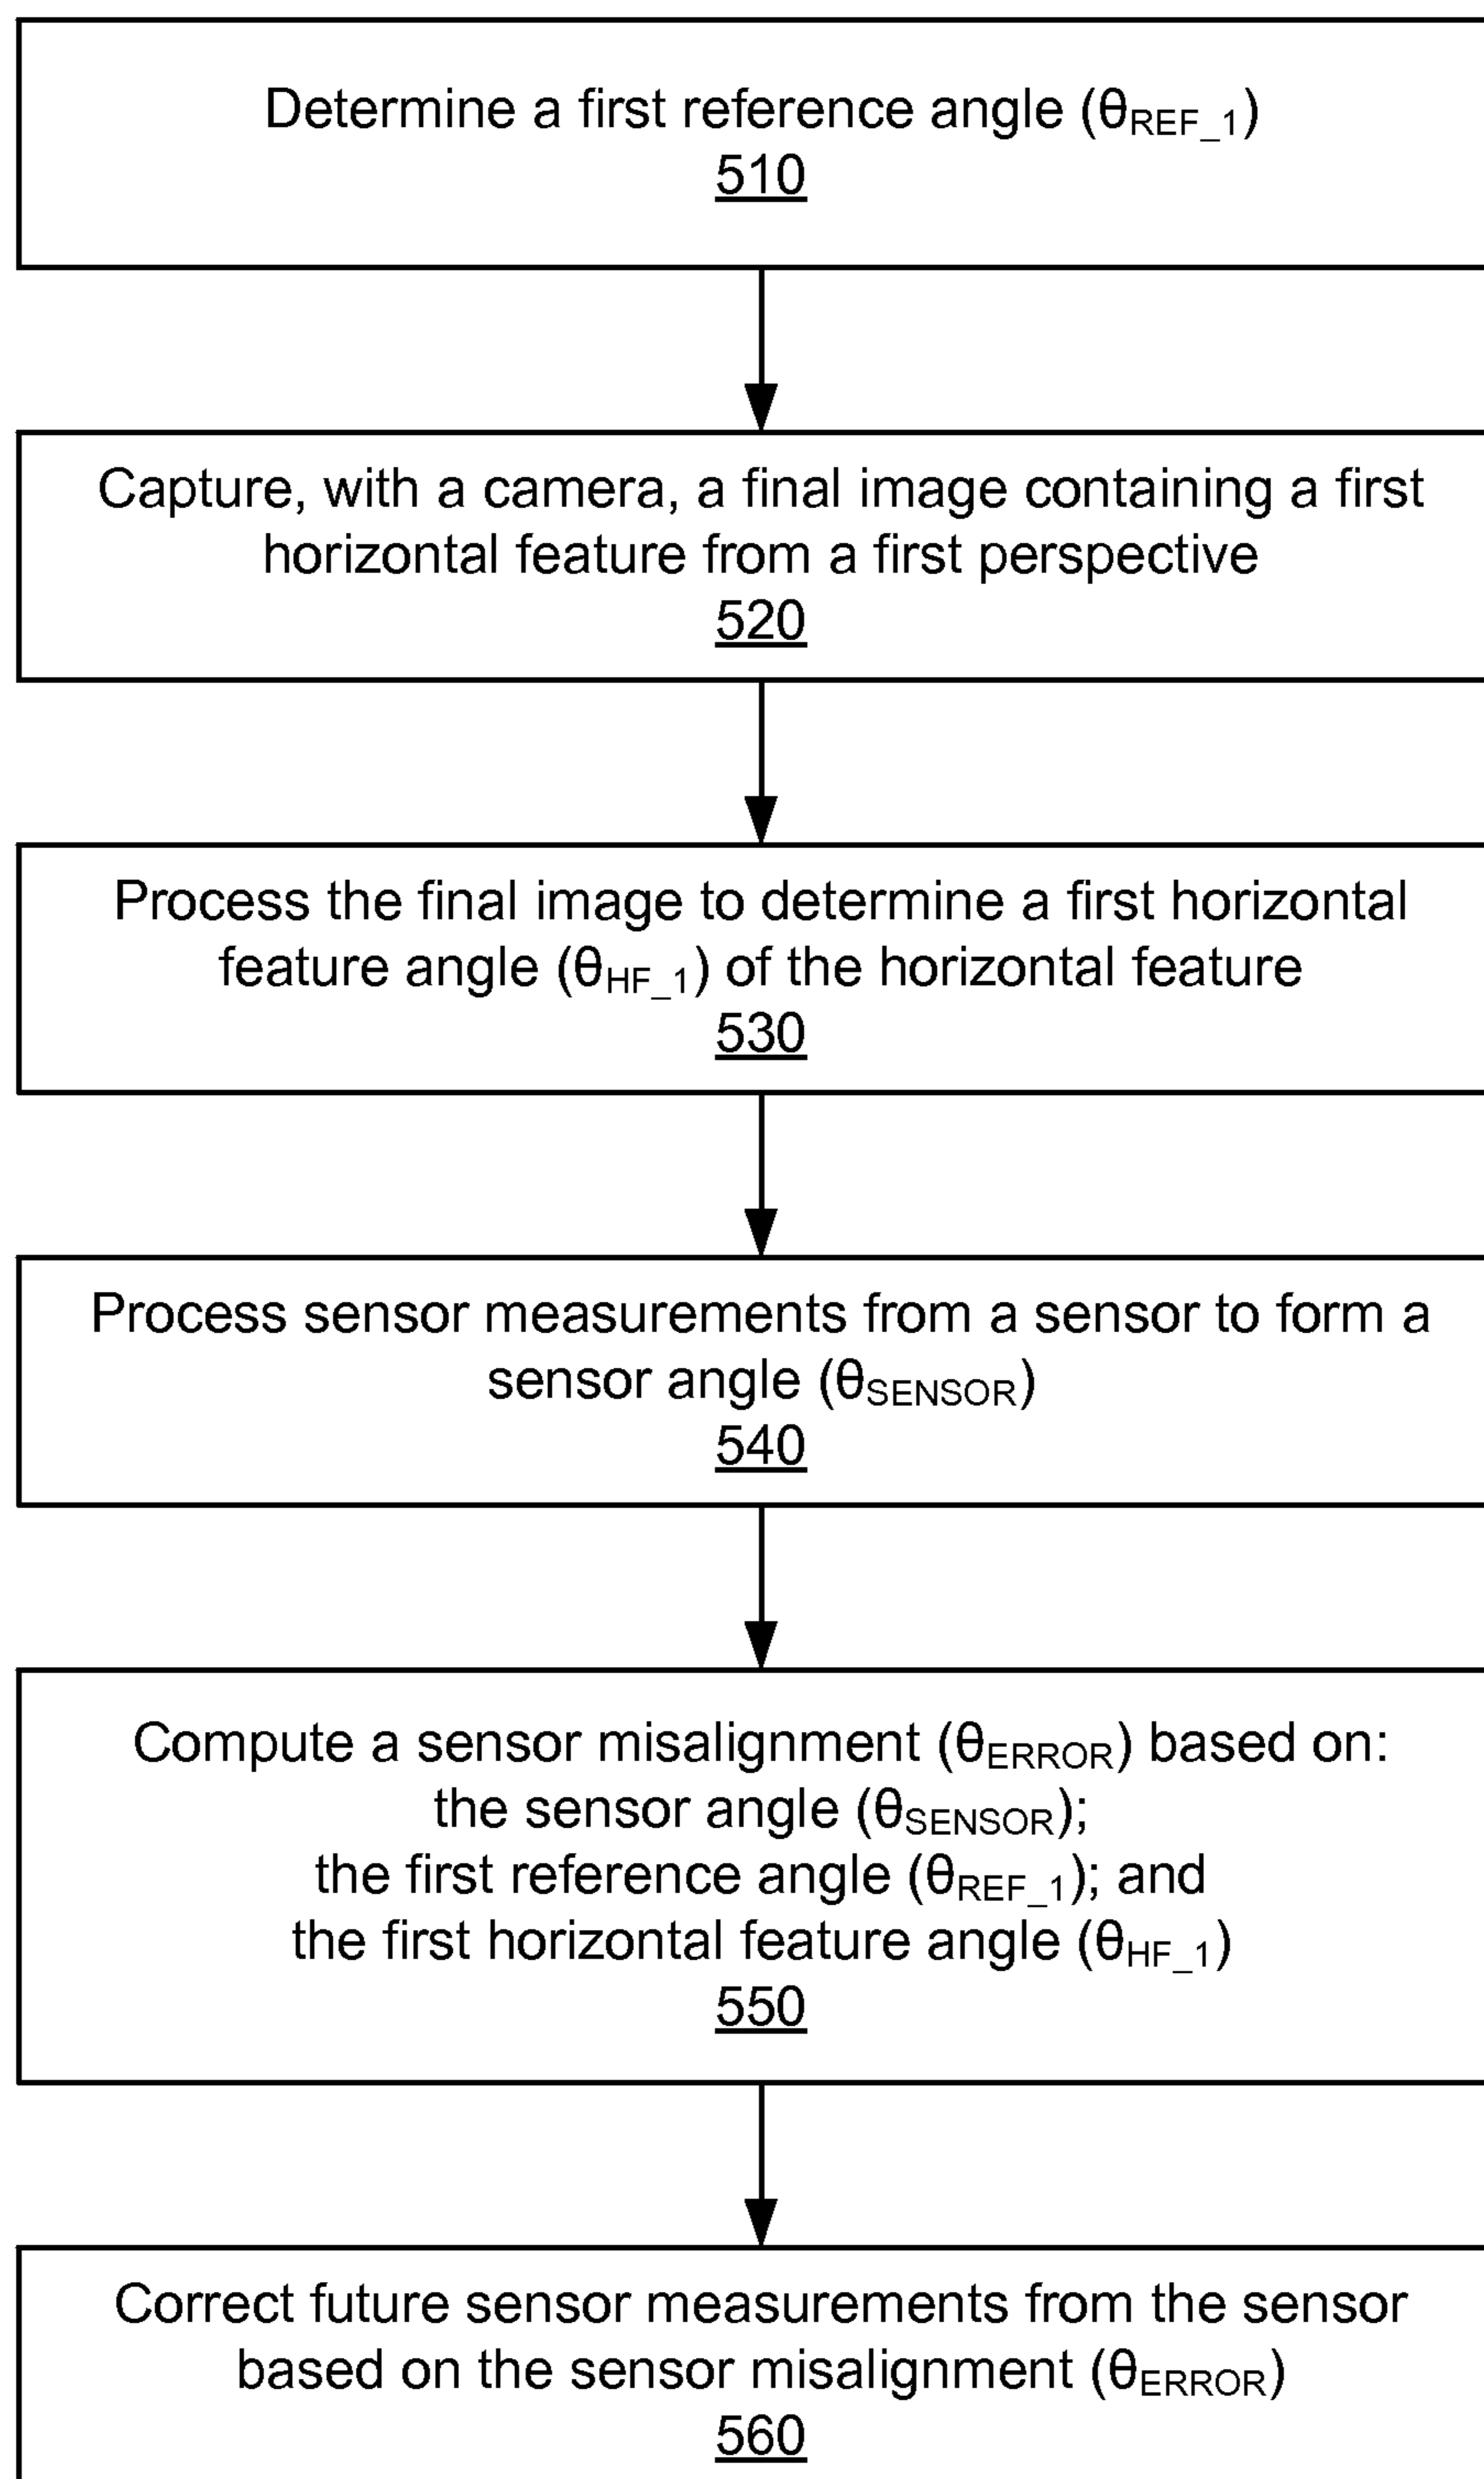 Determine a first reference angle (θREF_1)
510
Capture, with a camera, a final image containing a first
horizontal feature from a first perspective
520
Process the final image to determine a first horizontal
feature angle (θHF_1) of the horizontal feature
530
Process sensor measurements from a sensor to form a
sensor angle (θSENSOR)
540
Compute a sensor misalignment (θERROR) based on:
the sensor angle (θSENSOR);
the first reference angle (θREF_1); and
the first horizontal feature angle (θHF_1)
550
Correct future sensor measurements from the sensor
based on the sensor misalignment (θERROR)
560